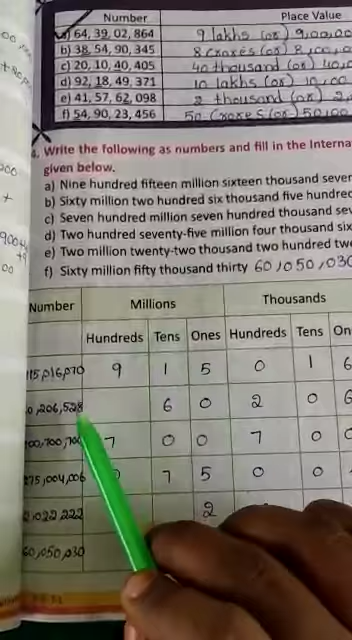 Number Place Value
a) 64, 39, 02, 864 9 lakhs (or) 9,00,00
b) 38, 54, 90, 345 8 crores (or) 8,00,0
c) 20, 10, 40, 405 40 thousand (or) 40,0
d) 92, 18, 49, 371 10 lakhs (or) 10,00
e) 41, 57, 62, 098 2 thousand (or) 2,
f) 54, 90, 23, 456 50 crores (or) 50,00
4. Write the following as numbers and fill in the Interna
given below.
a) Nine hundred fifteen million sixteen thousand seven
b) Sixty million two hundred six thousand five hundred
c) Seven hundred million seven hundred thousand sev
d) Two hundred seventy-five million four thousand six
e) Two million twenty-two thousand two hundred twe
f) Sixty million fifty thousand thirty 60,050,030
Number Millions Thousands
Hundreds Tens Ones Hundreds Tens On
915,016,070 9 1 5 0 1 6
0,206,528 6 0 2 0 6
700,700,700 7 0 0 7 0 0
275,004,006 7 5 0 0
2,022,222 2
60,050,030